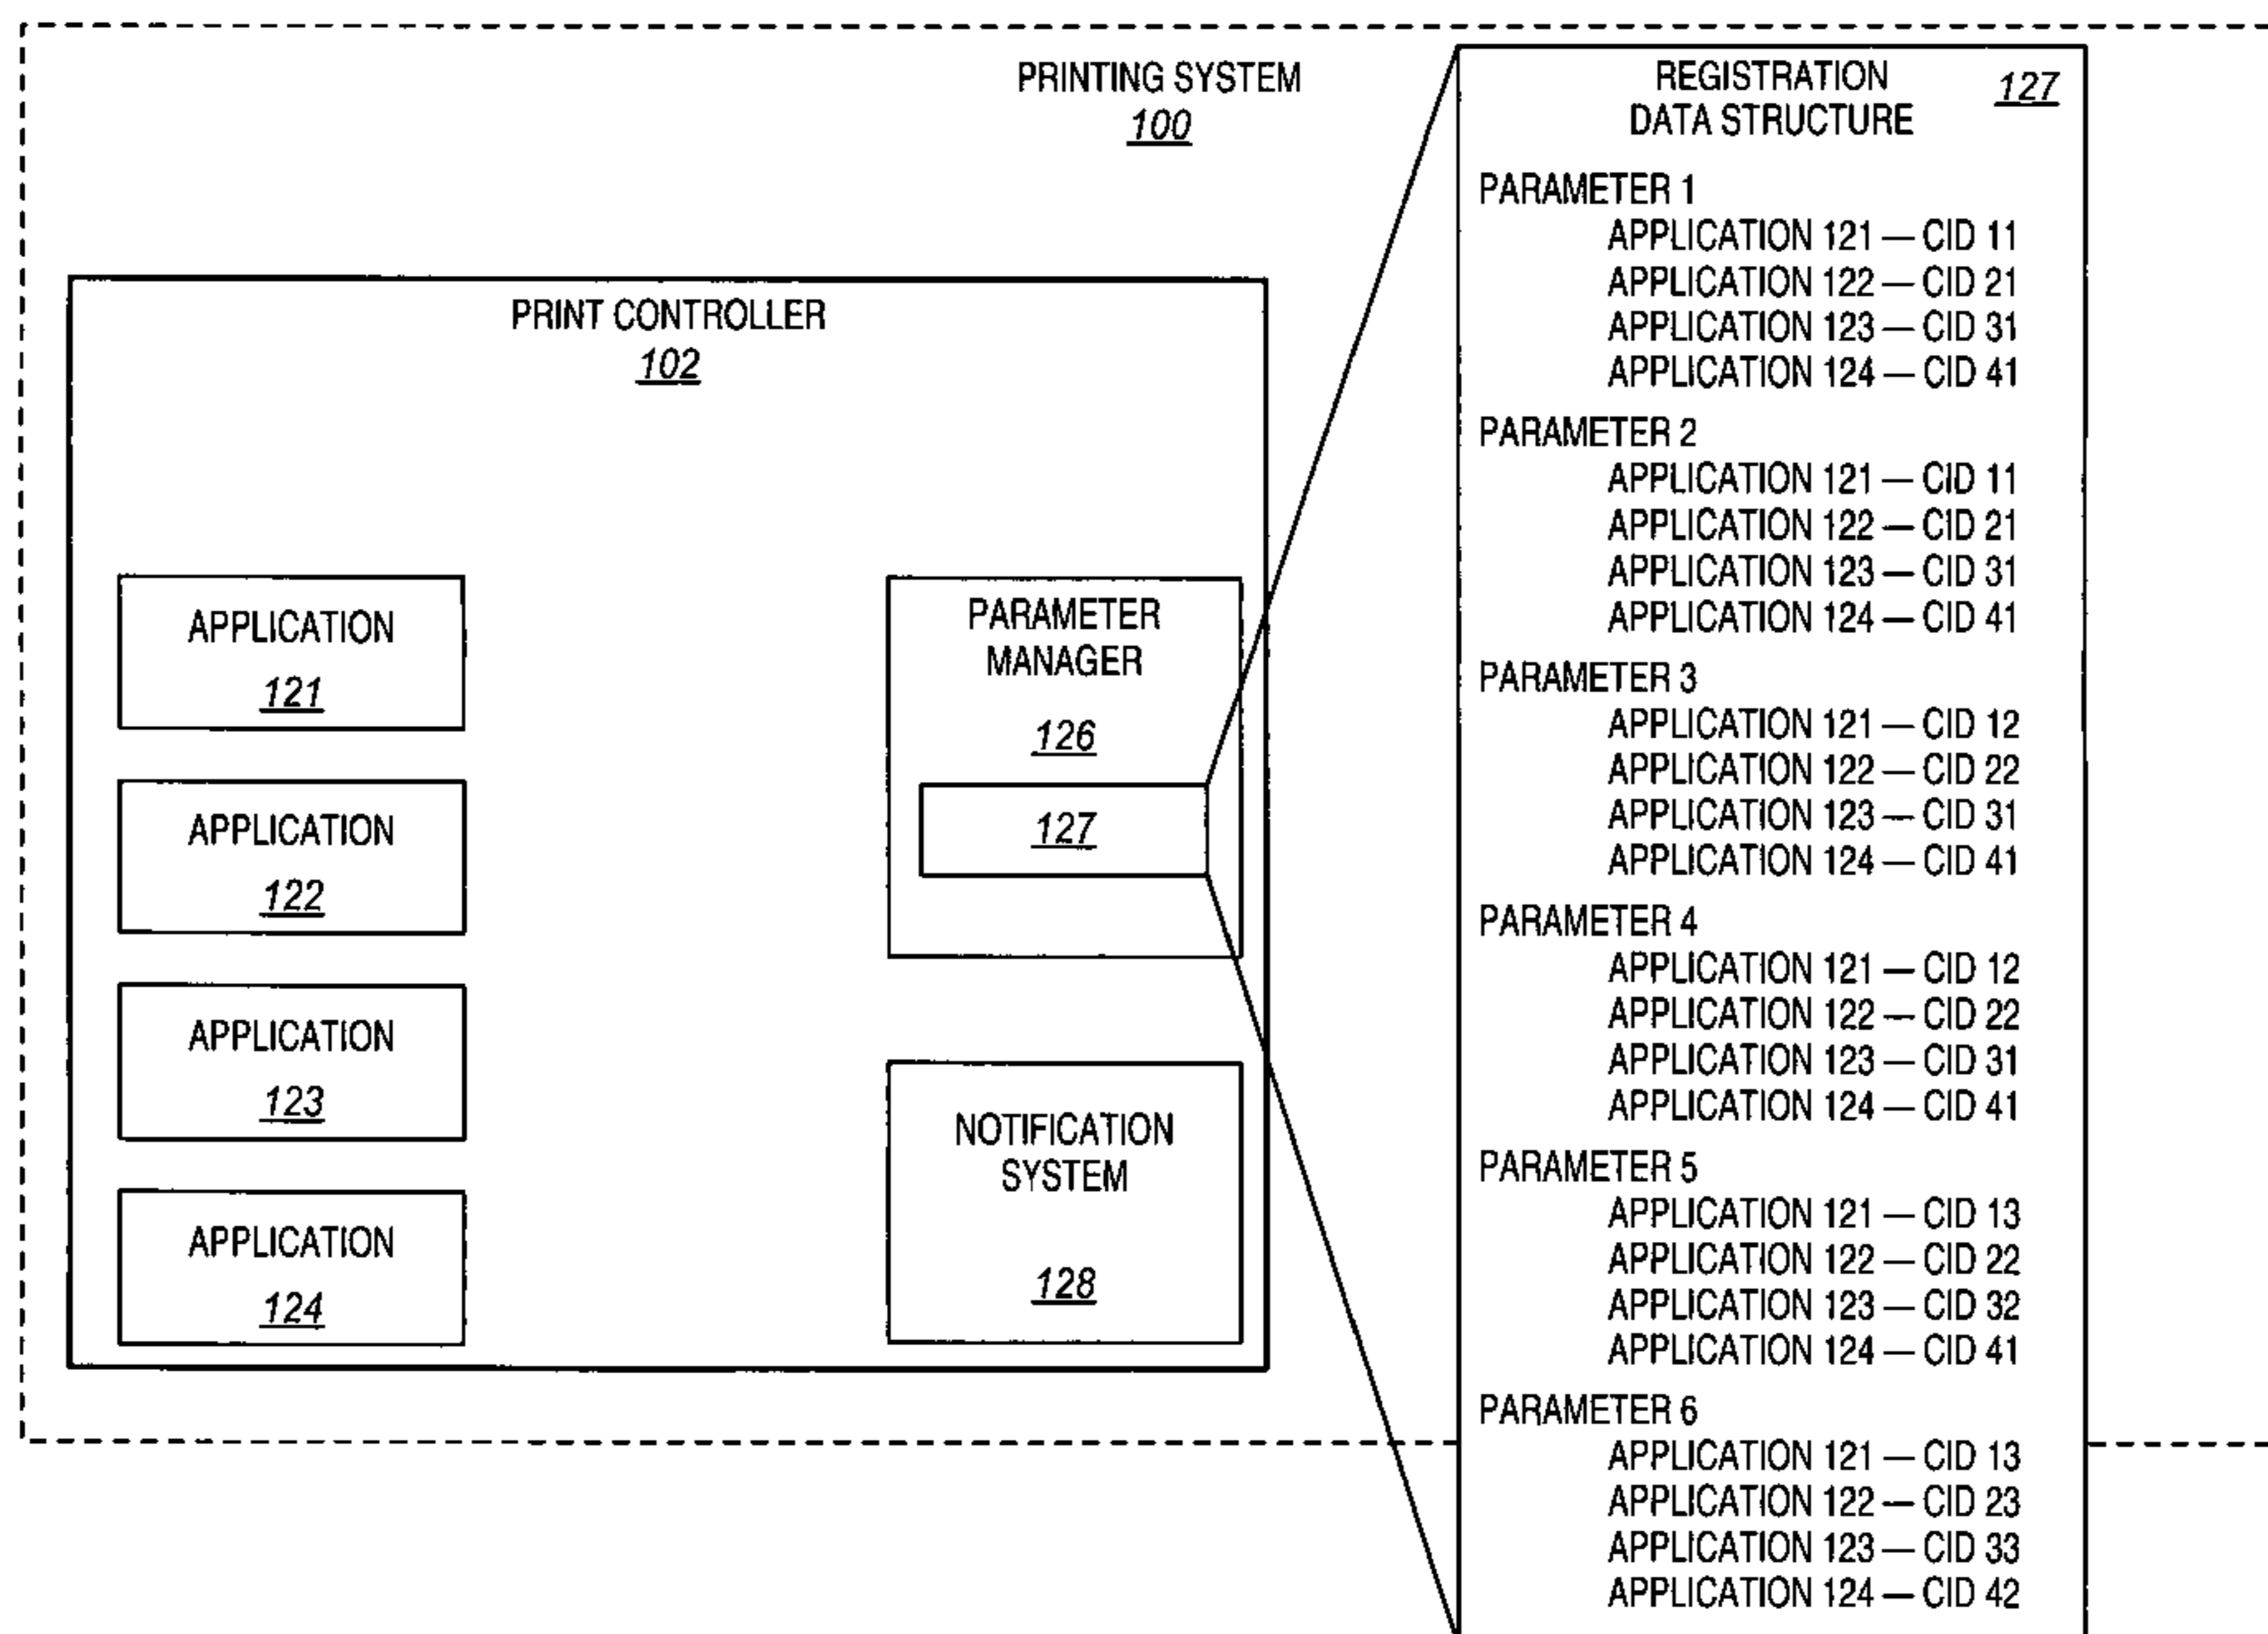 PRINTING SYSTEM
100
PRINT CONTROLLER
102
APPLICATION
121
APPLICATION
122
APPLICATION
123
APPLICATION
124
PARAMETER
MANAGER
126
127
NOTIFICATION
SYSTEM
128
REGISTRATION 127
DATA STRUCTURE
PARAMETER 1
APPLICATION 121 — CID 11
APPLICATION 122 — CID 21
APPLICATION 123 — CID 31
APPLICATION 124 — CID 41
PARAMETER 2
APPLICATION 121 — CID 11
APPLICATION 122 — CID 21
APPLICATION 123 — CID 31
APPLICATION 124 — CID 41
PARAMETER 3
APPLICATION 121 — CID 12
APPLICATION 122 — CID 22
APPLICATION 123 — CID 31
APPLICATION 124 — CID 41
PARAMETER 4
APPLICATION 121 — CID 12
APPLICATION 122 — CID 22
APPLICATION 123 — CID 31
APPLICATION 124 — CID 41
PARAMETER 5
APPLICATION 121 — CID 13
APPLICATION 122 — CID 22
APPLICATION 123 — CID 32
APPLICATION 124 — CID 41
PARAMETER 6
APPLICATION 121 — CID 13
APPLICATION 122 — CID 23
APPLICATION 123 — CID 33
APPLICATION 124 — CID 42